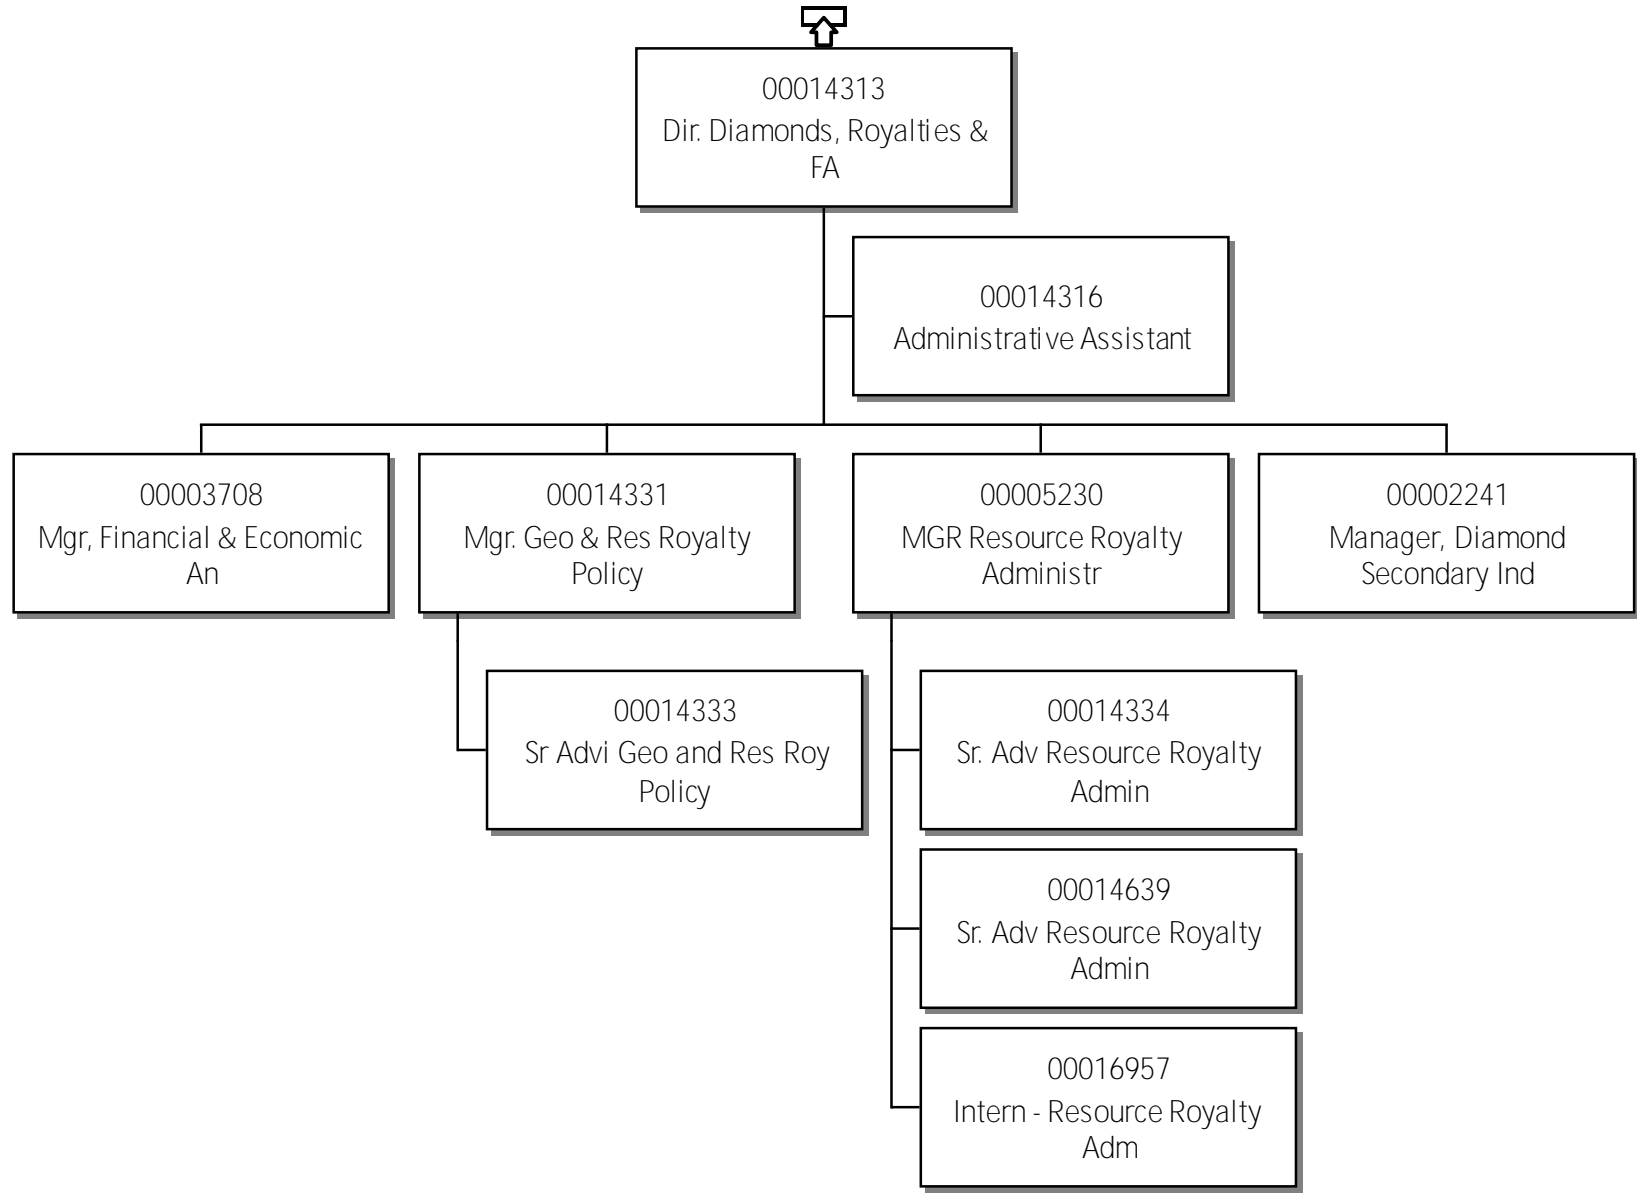 00014313
Dir. Diamonds, Royalties &
FA
00014316
Administrative Assistant
00003708
Mgr, Financial & Economic
An
00014331
Mgr. Geo & Res Royalty
Policy
00005230
MGR Resource Royalty
Administr
00002241
Manager, Diamond
Secondary Ind
00014333
Sr Advi Geo and Res Roy
Policy
00014334
Sr. Adv Resource Royalty
Admin
00014639
Sr. Adv Resource Royalty
Admin
00016957
Intern - Resource Royalty
Adm